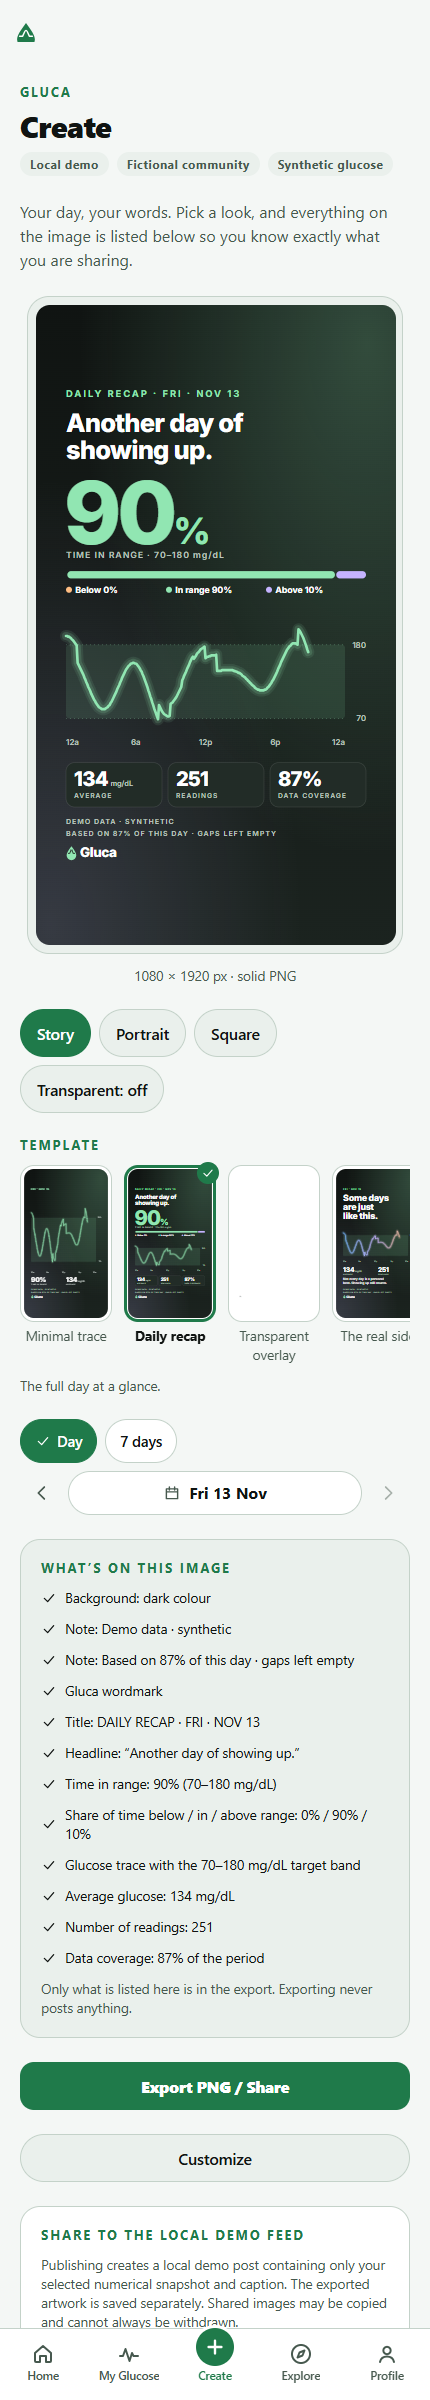 GLUCA
Create
Local demo
Fictional community
Synthetic glucose
Your day, your words. Pick a look, and everything on
the image is listed below so you know exactly what
you are sharing.
DAILY RECAP · FRI · NOV 13
Another day of
showing up.
90%
TIME IN RANGE · 70–180 mg/dL
Below 0%
In range 90%
Above 10%
180
70
12a
6a
12p
6p
12a
134 mg/dL
AVERAGE
251
READINGS
87%
DATA COVERAGE
DEMO DATA · SYNTHETIC
BASED ON 87% OF THIS DAY · GAPS LEFT EMPTY
Gluca
1080 × 1920 px · solid PNG
Story
Portrait
Square
Transparent: off
TEMPLATE
90%
134
Another day of
showing up.
90%
134
251
87%
Some days
are just
like this.
134
251
Minimal trace
Daily recap
Transparent
overlay
The real side
The full day at a glance.
Day
7 days
Fri 13 Nov
WHAT'S ON THIS IMAGE
Background: dark colour
Note: Demo data · synthetic
Note: Based on 87% of this day · gaps left empty
Gluca wordmark
Title: DAILY RECAP · FRI · NOV 13
Headline: “Another day of showing up.”
Time in range: 90% (70–180 mg/dL)
Share of time below / in / above range: 0% / 90% /
10%
Glucose trace with the 70–180 mg/dL target band
Average glucose: 134 mg/dL
Number of readings: 251
Data coverage: 87% of the period
Only what is listed here is in the export. Exporting never
posts anything.
Export PNG / Share
Customize
SHARE TO THE LOCAL DEMO FEED
Publishing creates a local demo post containing only your
selected numerical snapshot and caption. The exported
artwork is saved separately. Shared images may be copied
and cannot always be withdrawn.
Home
My Glucose
Create
Explore
Profile